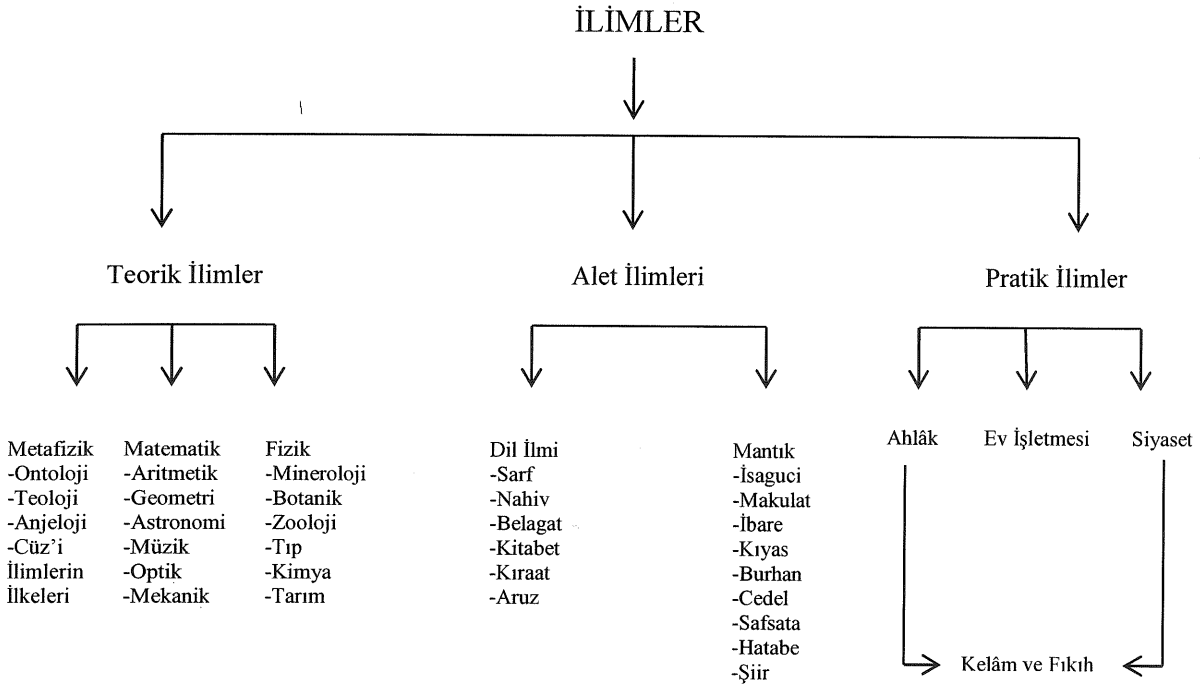 İLİMLER
Teorik İlimler
Alet İlimleri
Pratik İlimler
Metafizik
-Ontoloji
-Teoloji
-Anjeloji
-Cüz'i
İlimlerin
İlkeleri
Matematik
-Aritmetik
-Geometri
-Astronomi
-Müzik
-Optik
-Mekanik
Fizik
-Mineroloji
-Botanik
-Zooloji
-Tıp
-Kimya
-Tarım
Dil İlmi
-Sarf
-Nahiv
-Belagat
-Kitabet
-Kıraat
-Aruz
Mantık
-İsaguci
-Makulat
-İbare
-Kıyas
-Burhan
-Cedel
-Safsata
-Hatabe
-Şiir
Ahlâk
Ev İşletmesi
Siyaset
Kelâm ve Fıkıh